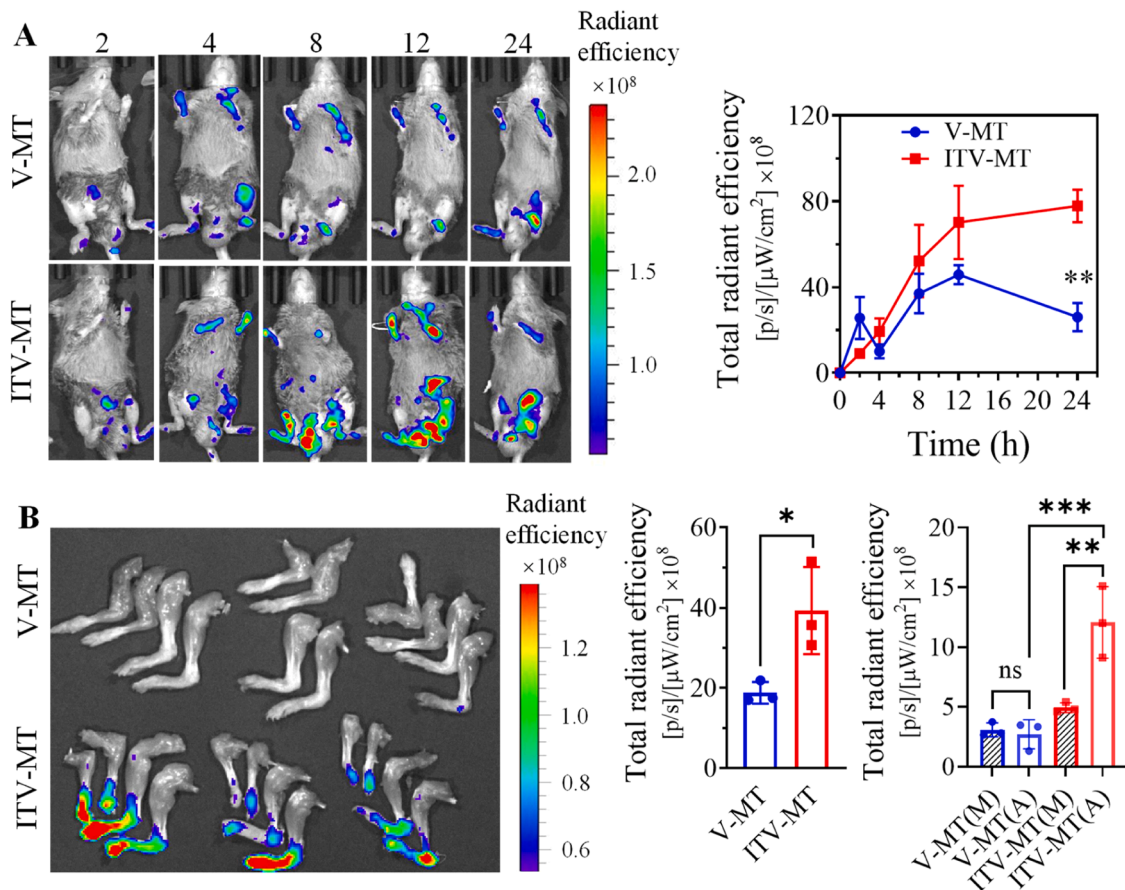 A
2 4 8 12 24
Radiant
efficiency
×10⁸
V-MT
ITV-MT
2.0
1.5
1.0
Total radiant efficiency
[p/s]/[μW/cm²] ×10⁸
120
80
40
0
V-MT
ITV-MT
**
0 4 8 12 16 20 24
Time (h)
B
Radiant
efficiency
×10⁸
V-MT
ITV-MT
1.2
1.0
0.8
0.6
Total radiant efficiency
[p/s]/[μW/cm²] ×10⁸
60
40
20
0
*
V-MT
ITV-MT
Total radiant efficiency
[p/s]/[μW/cm²] ×10⁸
20
15
10
5
0
***
**
ns
V-MT(M)
V-MT(A)
ITV-MT(M)
ITV-MT(A)